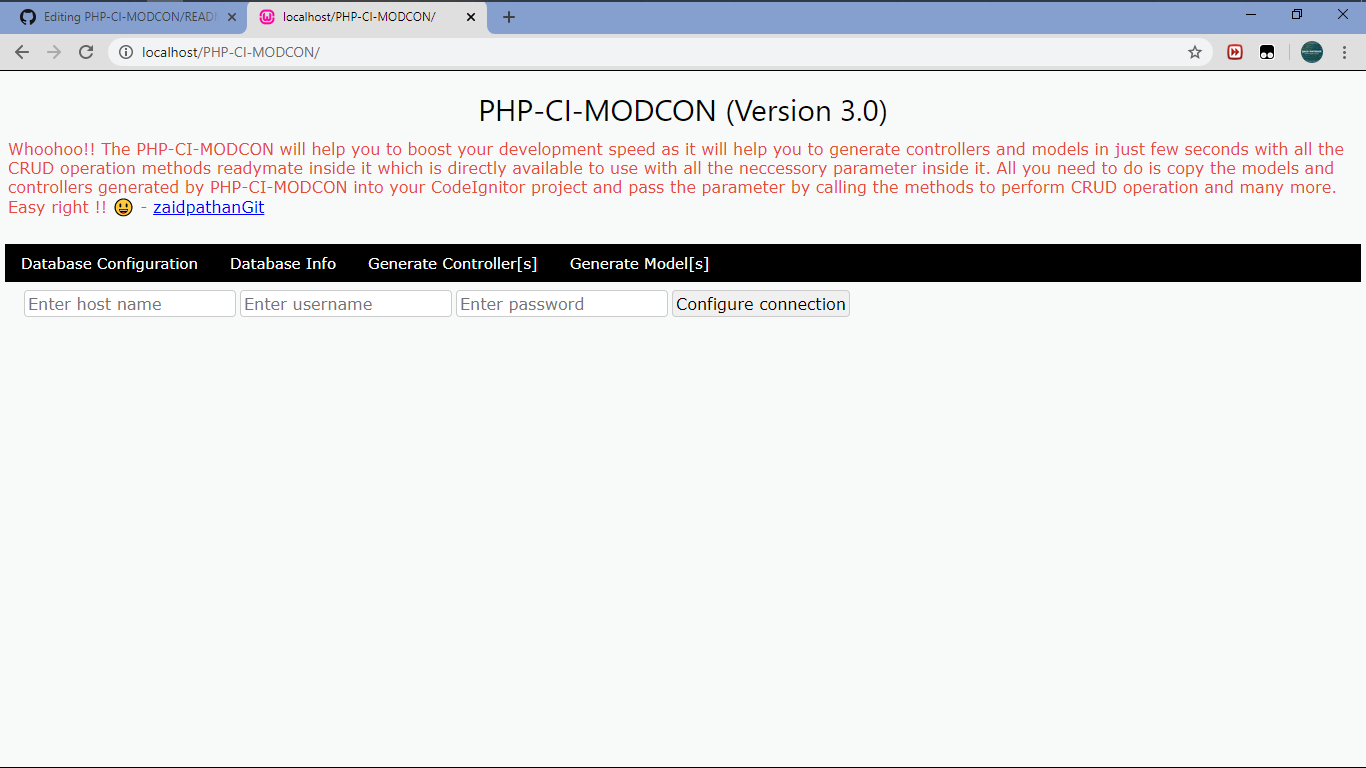 Editing PHP-CI-MODCON/READ
localhost/PHP-CI-MODCON/
localhost/PHP-CI-MODCON/
PHP-CI-MODCON (Version 3.0)
Whoohoo!! The PHP-CI-MODCON will help you to boost your development speed as it will help you to generate controllers and models in just few seconds with all the
CRUD operation methods readymate inside it which is directly available to use with all the neccessory parameter inside it. All you need to do is copy the models and
controllers generated by PHP-CI-MODCON into your CodeIgnitor project and pass the parameter by calling the methods to perform CRUD operation and many more.
Easy right !! 😃 - zaidpathanGit
Database Configuration Database Info Generate Controller[s] Generate Model[s]
Enter host name Enter username Enter password Configure connection